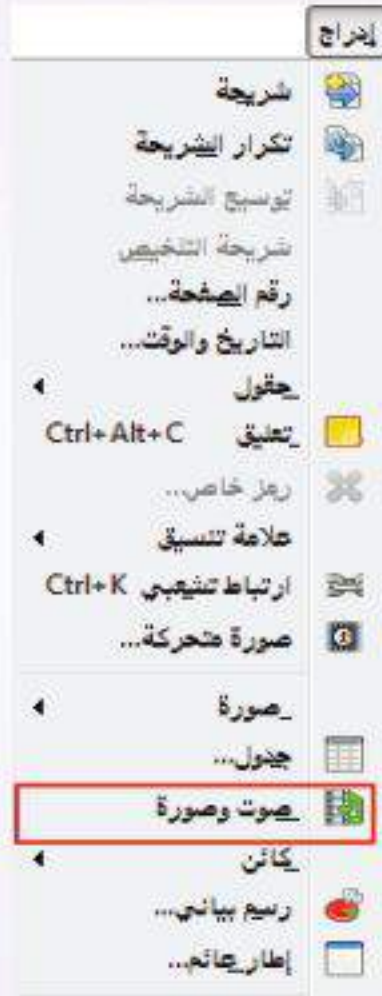 إدراج
شريحة
تكرار الشريحة
توسيع الشريحة
شريحة التلخيص
رقم الصفحة...
التاريخ والوقت...
حقول
تعليق Ctrl+Alt+C
رمز خاص...
علامة تنسيق
ارتباط تشعبي Ctrl+K
صورة متحركة...
صورة
جدول...
صوت وصورة
كائن
رسم بياني...
إطار عائم...